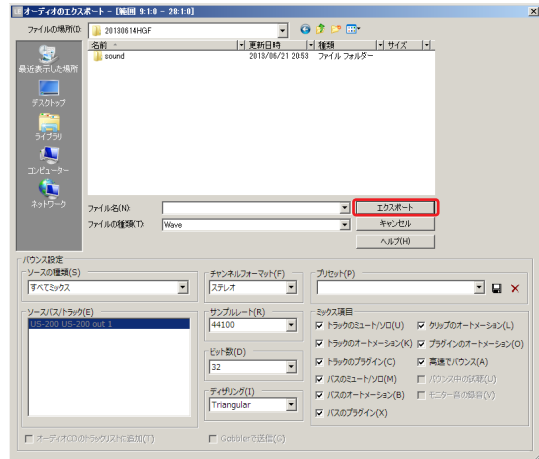 オーディオのエクスポート - [範囲 9:1:0 - 28:1:0]
ファイルの場所(I):
20130614HGF
名前
更新日時
種類
サイズ
sound
2013/06/21 20:53
ファイル フォルダー
最近表示した場所
デスクトップ
ライブラリ
コンピューター
ネットワーク
ファイル名(N):
エクスポート
ファイルの種類(T):
Wave
キャンセル
ヘルプ(H)
バウンス設定
ソースの種類(S)
すべてミックス
チャンネルフォーマット(F)
ステレオ
プリセット(P)
ソース/バス/トラック(E)
US-200 US-200 out 1
サンプルレート(R)
44100
ビット数(D)
32
ディザリング(I)
Triangular
ミックス項目
トラックのミュート/ソロ(U)
クリップのオートメーション(L)
トラックのオートメーション(K)
プラグインのオートメーション(O)
トラックのプラグイン(C)
高速でバウンス(A)
バスのミュート/ソロ(M)
バウンス中の試聴(U)
バスのオートメーション(B)
モニター音の録音(V)
バスのプラグイン(X)
オーディオCDのトラックリストに追加(T)
Gobblerで送信(G)